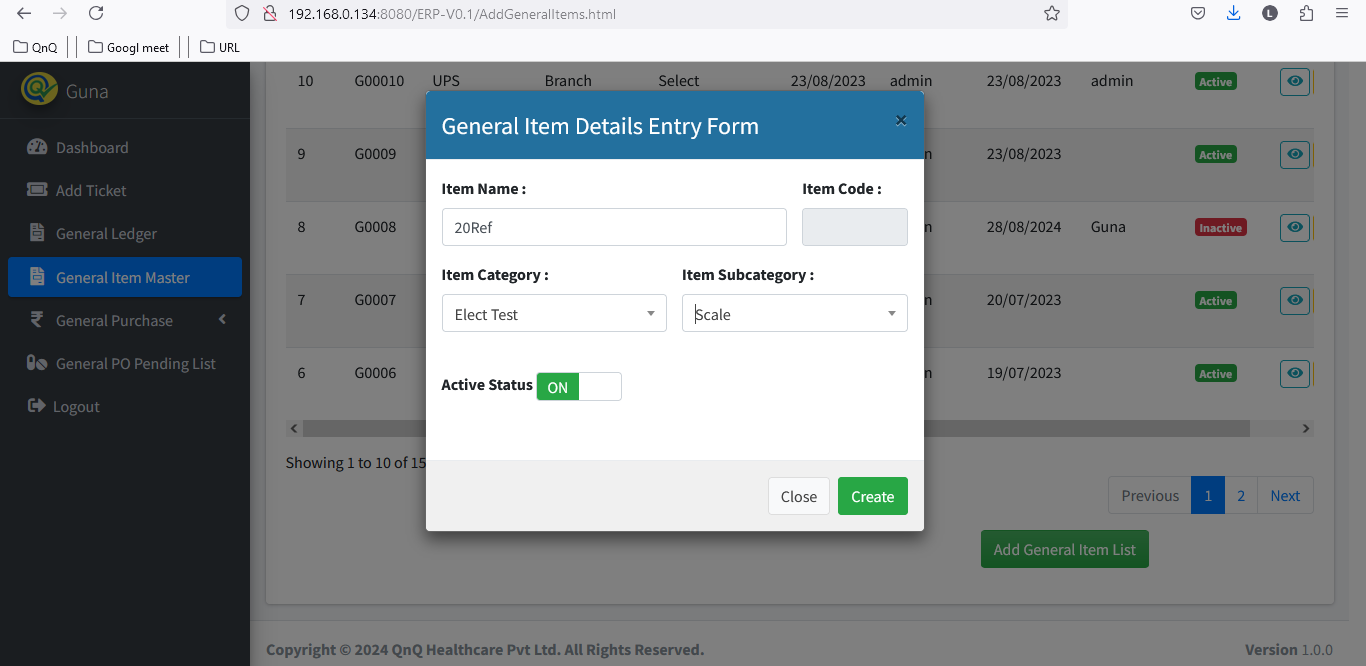 192.168.0.134:8080/ERP-V0.1/AddGeneralItems.html
L
QnQ Googl meet URL
Guna
Dashboard
Add Ticket
General Ledger
General Item Master
General Purchase
General PO Pending List
Logout
10 G00010 UPS Branch Select 23/08/2023 admin 23/08/2023 admin Active
9 G0009 n 23/08/2023 Active
8 G0008 n 28/08/2024 Guna Inactive
7 G0007 n 20/07/2023 Active
6 G0006 n 19/07/2023 Active
General Item Details Entry Form ×
Item Name : Item Code :
20Ref
Item Category : Item Subcategory :
Elect Test Scale
Active Status ON
Close Create
Showing 1 to 10 of 15
Previous 1 2 Next
Add General Item List
Copyright © 2024 QnQ Healthcare Pvt Ltd. All Rights Reserved. Version 1.0.0